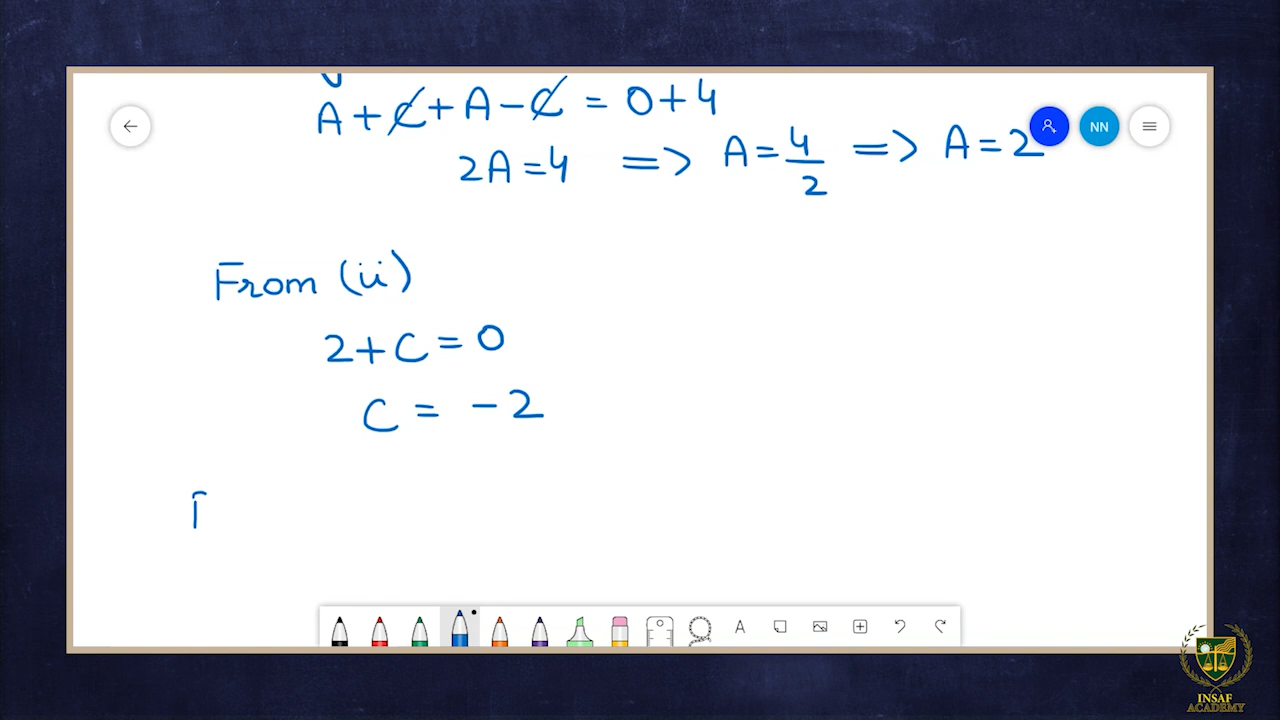 A + C + A - C = 0 + 4
2A = 4 => A = 4/2 => A = 2
NN
From (ii)
2 + C = 0
C = -2
A
INSAF
ACADEMY